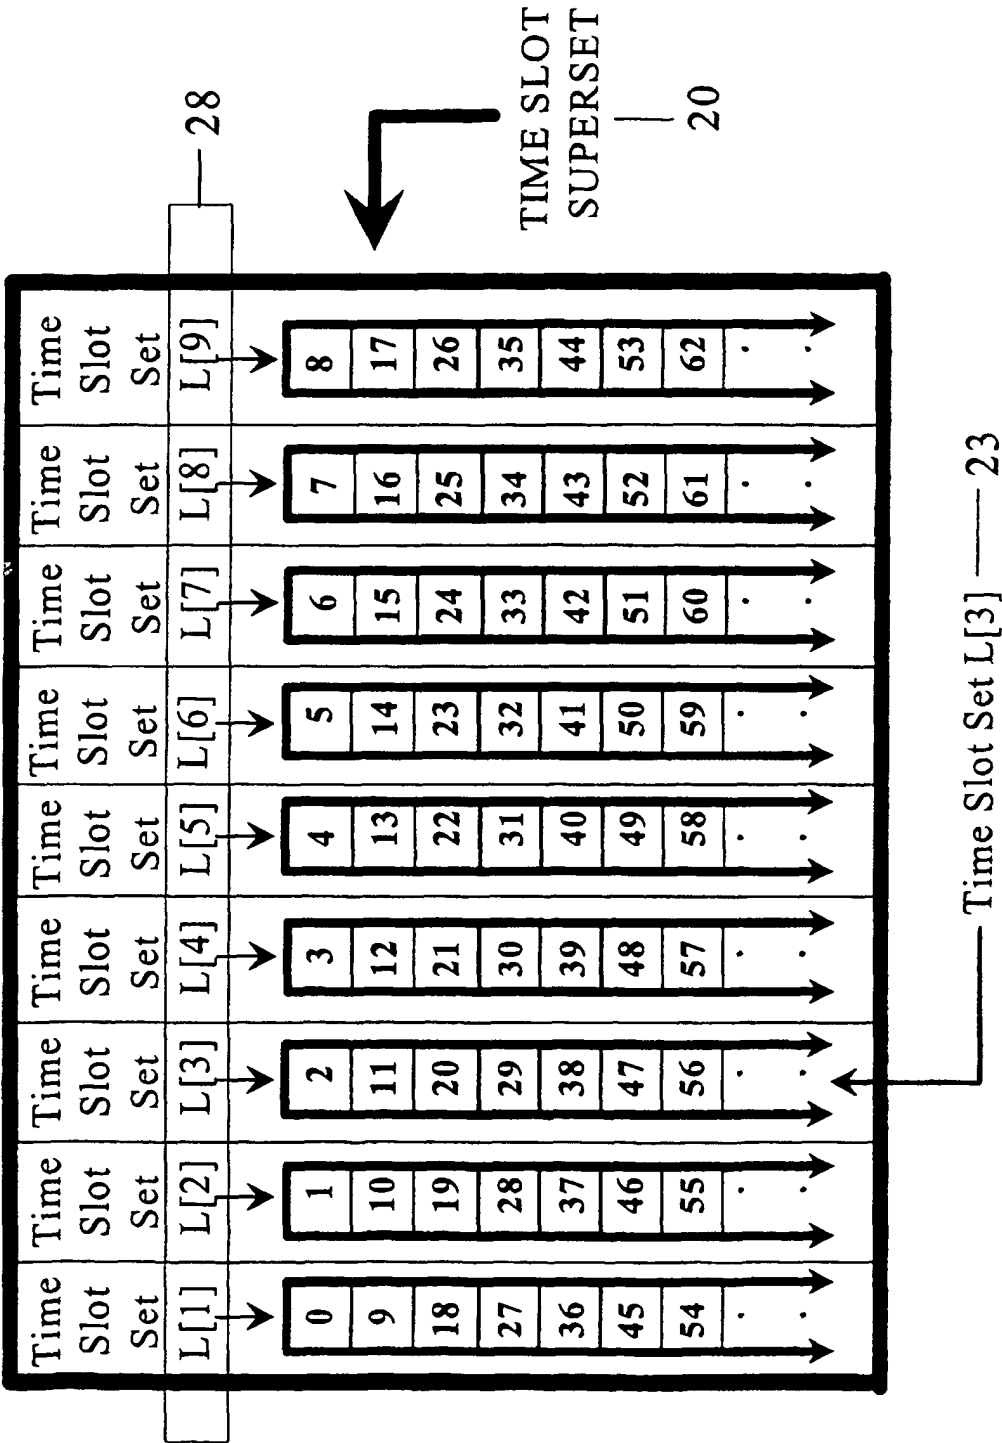 Time Time Time Time Time Time Time Time Time
Slot Slot Slot Slot Slot Slot Slot Slot Slot
Set Set Set Set Set Set Set Set Set
L[1] L[2] L[3] L[4] L[5] L[6] L[7] L[8] L[9]
28
0 1 2 3 4 5 6 7 8
9 10 11 12 13 14 15 16 17
18 19 20 21 22 23 24 25 26
27 28 29 30 31 32 33 34 35
36 37 38 39 40 41 42 43 44
45 46 47 48 49 50 51 52 53
54 55 56 57 58 59 60 61 62
TIME SLOT
SUPERSET
20
Time Slot Set L[3] 23